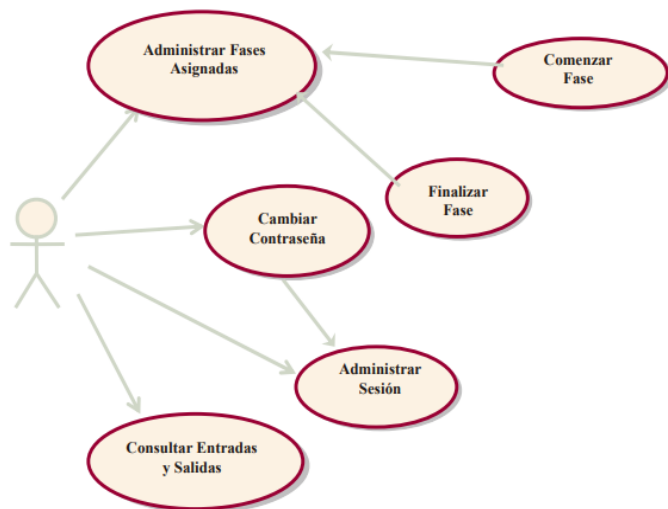 Administrar Fases
Asignadas
Comenzar
Fase
Finalizar
Fase
Cambiar
Contraseña
Administrar
Sesión
Consultar Entradas
y Salidas